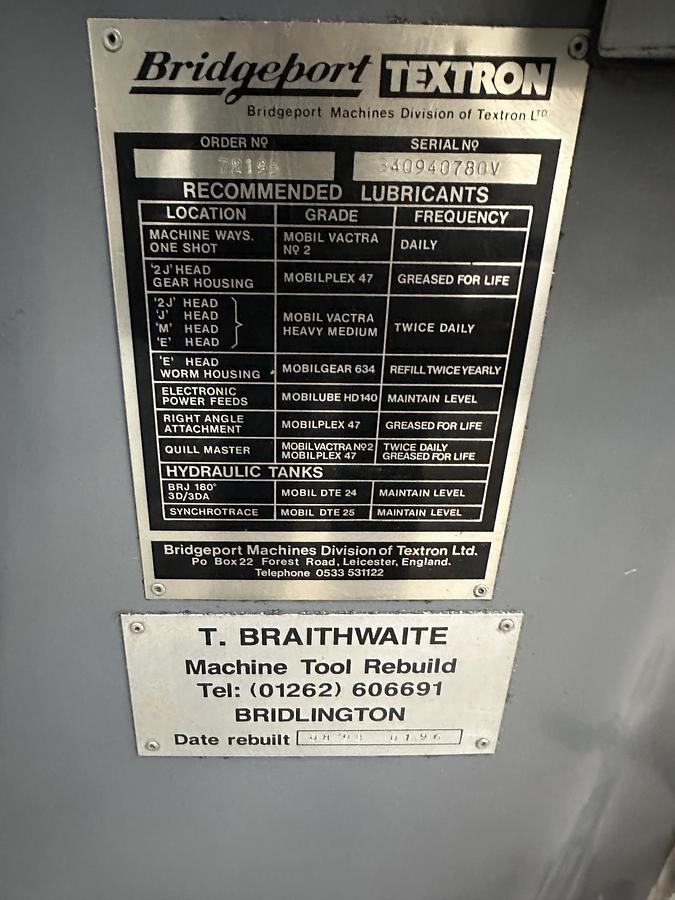 Bridgeport TEXTRON
Bridgeport Machines Division of Textron LTD
ORDER Nº SERIAL Nº
340940780V
RECOMMENDED LUBRICANTS
LOCATION GRADE FREQUENCY
MACHINE WAYS, ONE SHOT MOBIL VACTRA Nº 2 DAILY
'2J' HEAD GEAR HOUSING MOBILPLEX 47 GREASED FOR LIFE
'2J' HEAD
'J' HEAD
'M' HEAD
'E' HEAD
MOBIL VACTRA HEAVY MEDIUM TWICE DAILY
'E' HEAD WORM HOUSING MOBILGEAR 634 REFILL TWICE YEARLY
ELECTRONIC POWER FEEDS MOBILUBE HD140 MAINTAIN LEVEL
RIGHT ANGLE ATTACHMENT MOBILPLEX 47 GREASED FOR LIFE
QUILL MASTER MOBIL VACTRA Nº2 MOBILPLEX 47 TWICE DAILY GREASED FOR LIFE
HYDRAULIC TANKS
BRJ 180° 3D/3DA MOBIL DTE 24 MAINTAIN LEVEL
SYNCHROTRACE MOBIL DTE 25 MAINTAIN LEVEL
Bridgeport Machines Division of Textron Ltd.
Po Box 22 Forest Road, Leicester, England.
Telephone 0533 531122
T. BRAITHWAITE
Machine Tool Rebuild
Tel: (01262) 606691
BRIDLINGTON
Date rebuilt